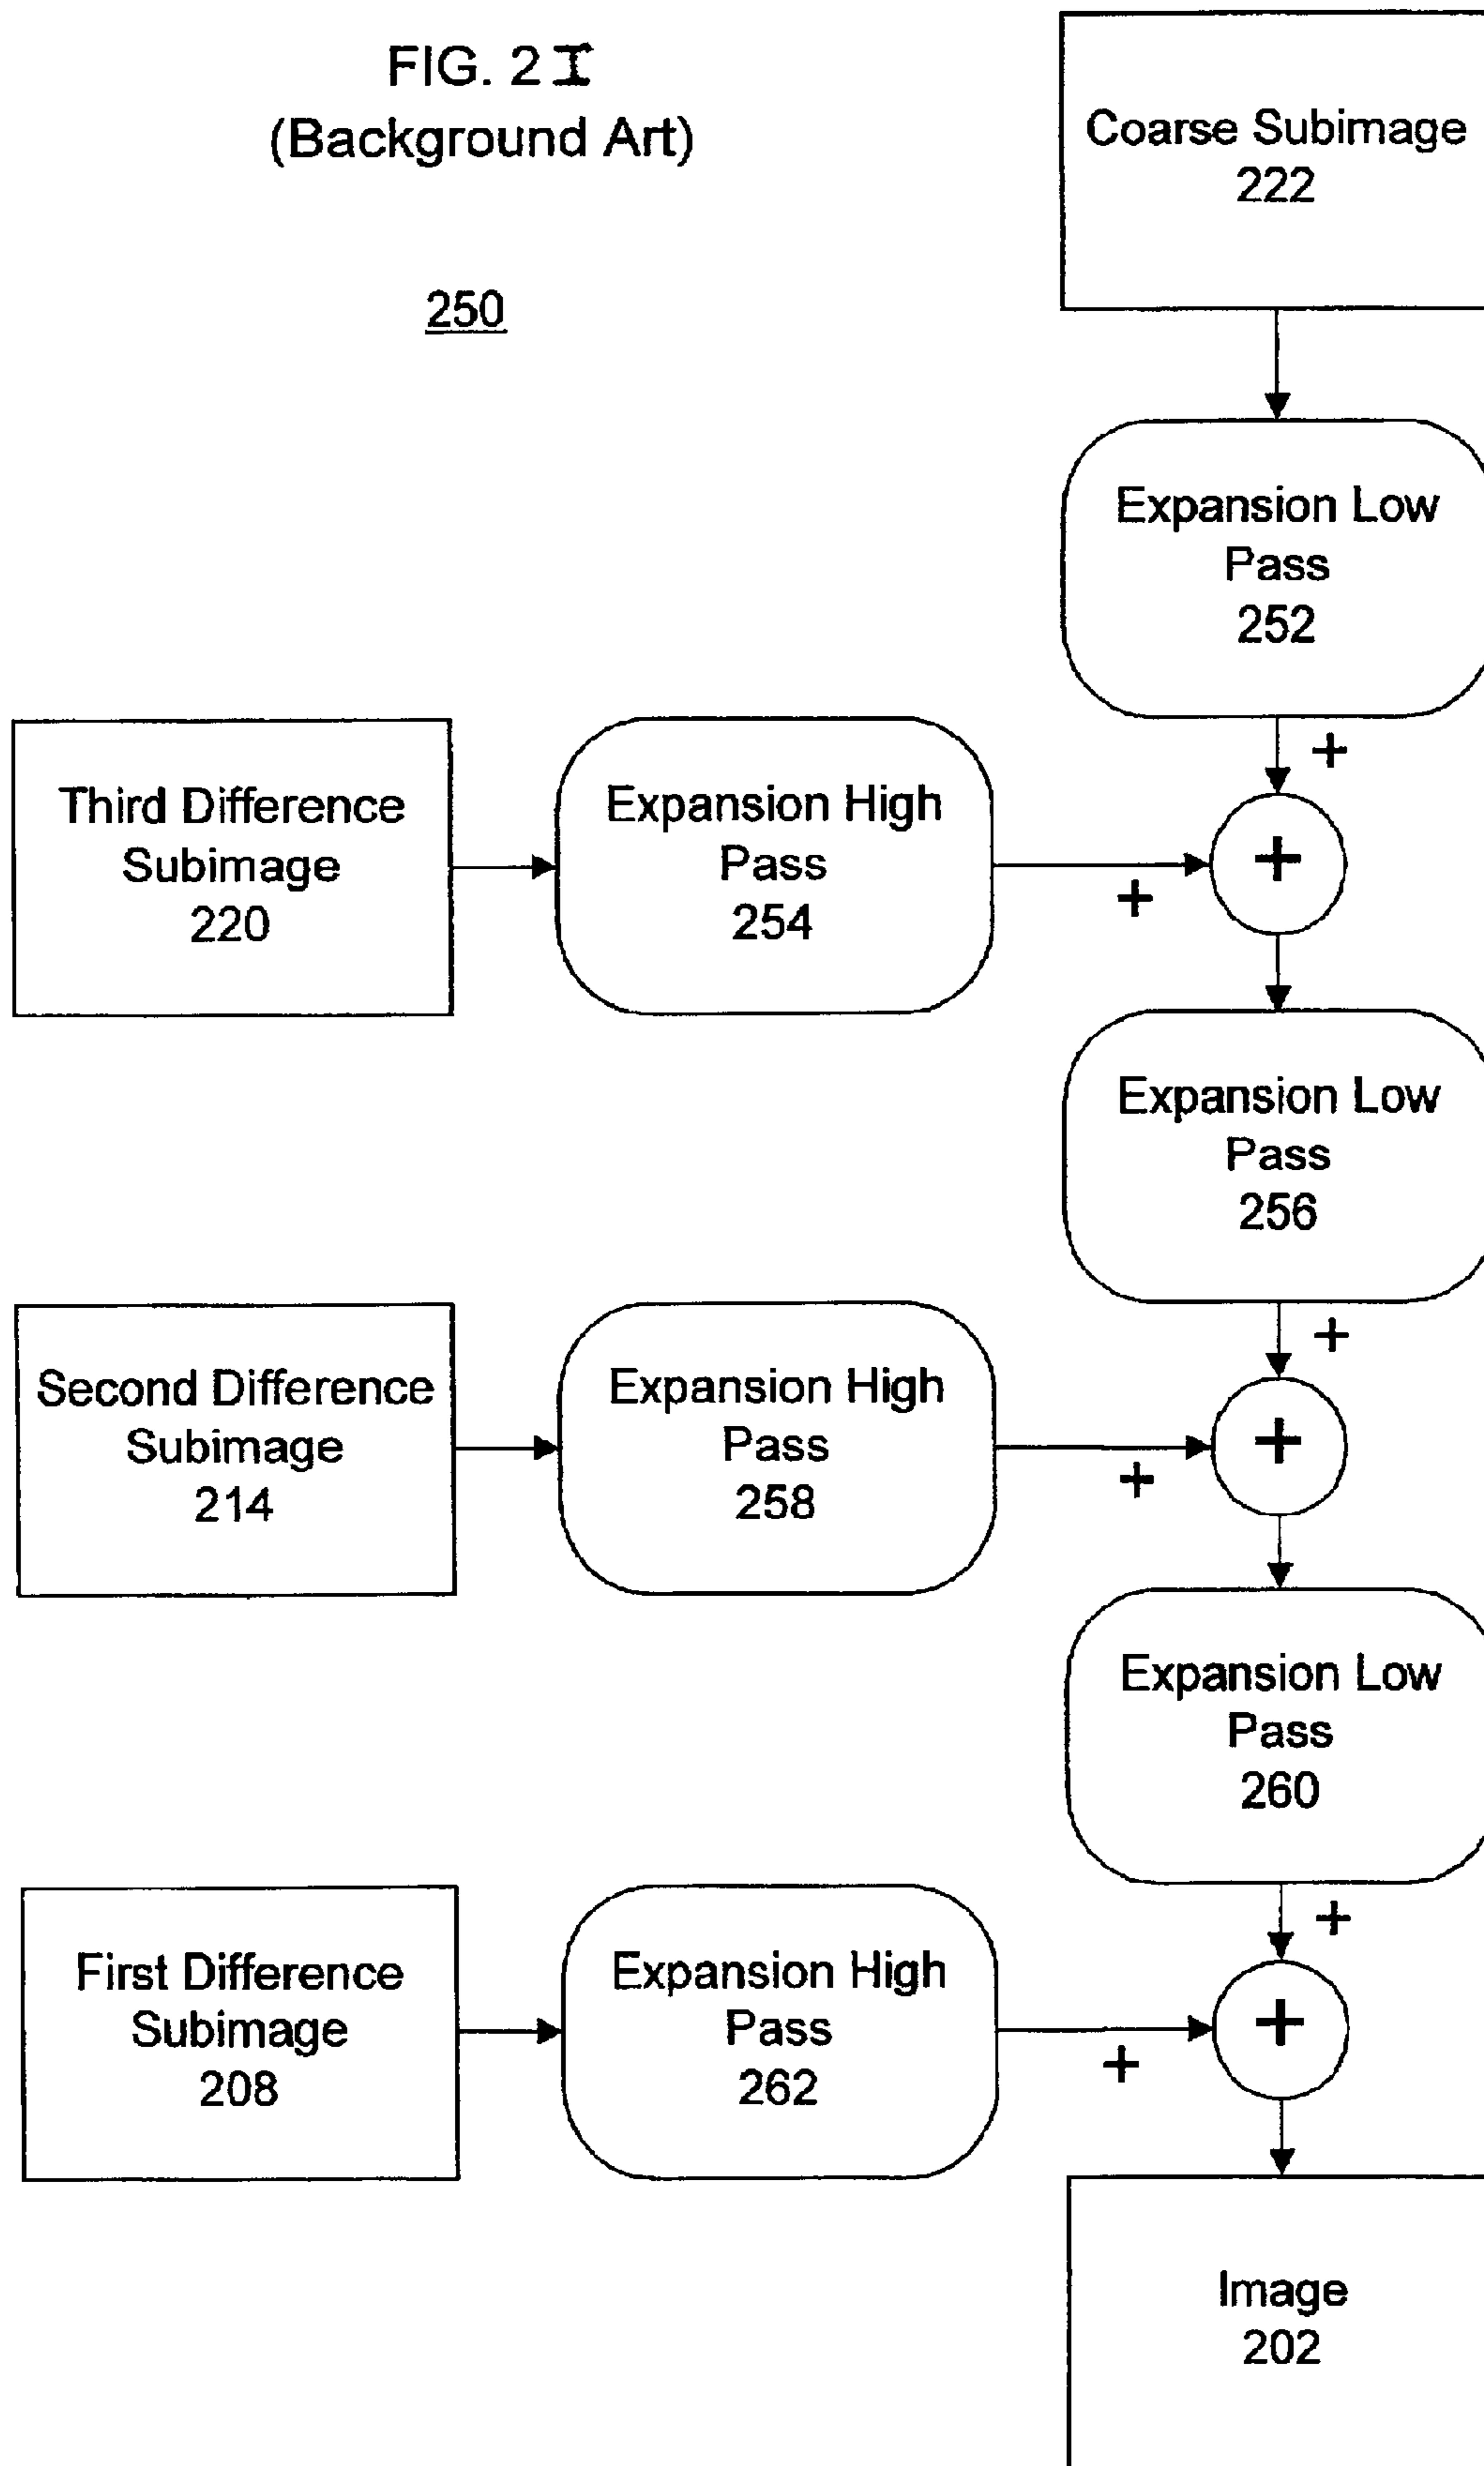 FIG. 2 I
(Background Art)
250
Coarse Subimage
222
Expansion Low
Pass
252
+
Third Difference
Subimage
220
Expansion High
Pass
254
+
+
Expansion Low
Pass
256
+
Second Difference
Subimage
214
Expansion High
Pass
258
+
+
Expansion Low
Pass
260
+
First Difference
Subimage
208
Expansion High
Pass
262
+
+
Image
202